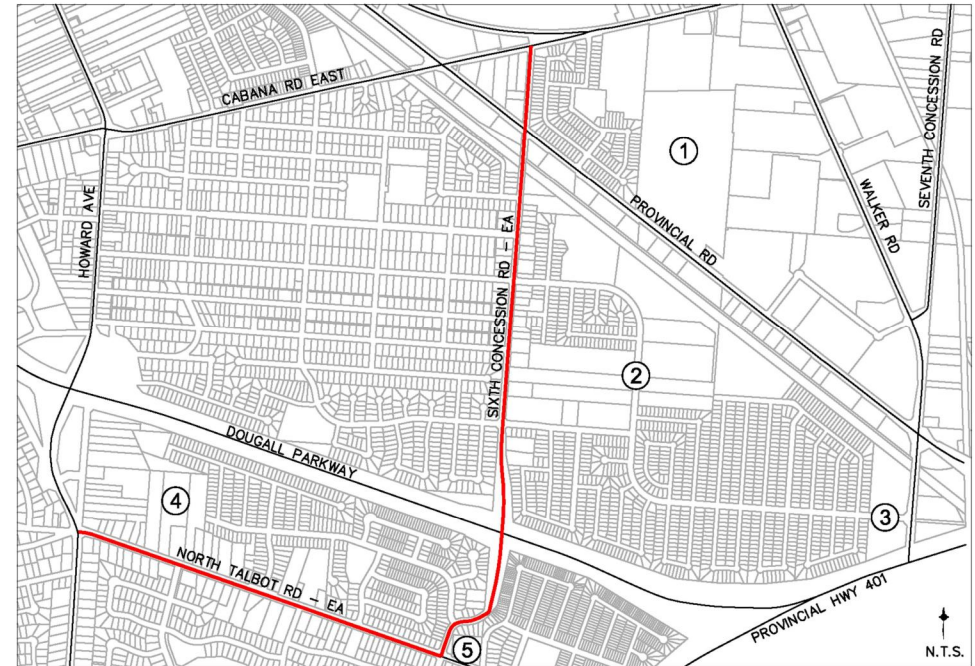 CABANA RD EAST
SEVENTH CONCESSION RD
①
HOWARD AVE
WALKER RD
PROVINCIAL RD
SIXTH CONCESSION RD – EA
②
DOUGALL PARKWAY
④
③
NORTH TALBOT RD – EA
PROVINCIAL HWY 401
⑤
N.T.S.